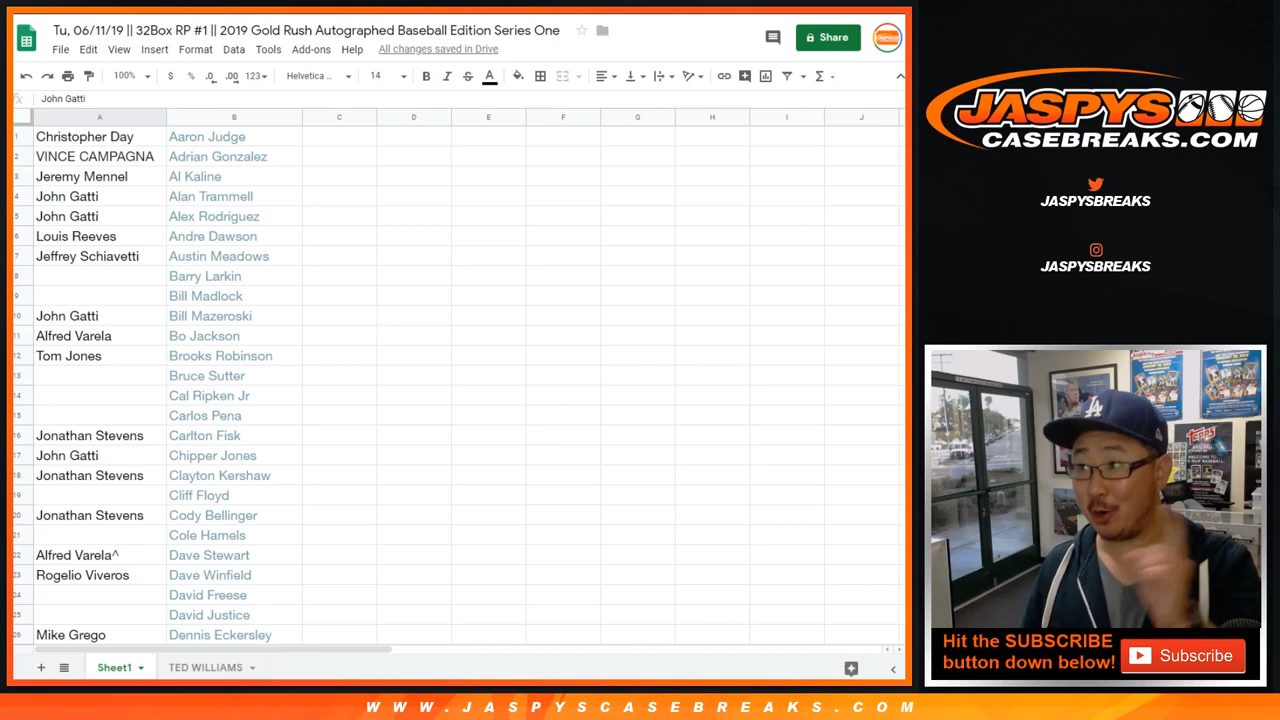 Tu, 06/11/19 || 32Box RP #1 || 2019 Gold Rush Autographed Baseball Edition Series One
File Edit View Insert Format Data Tools Add-ons Help All changes saved in Drive
Share
100% $ % .0 .00 123 Helvetica ... 14 B I S A
fx John Gatti
A B C D E F G H I J
1 Christopher Day Aaron Judge
2 VINCE CAMPAGNA Adrian Gonzalez
3 Jeremy Mennel Al Kaline
4 John Gatti Alan Trammell
5 John Gatti Alex Rodriguez
6 Louis Reeves Andre Dawson
7 Jeffrey Schiavetti Austin Meadows
8 Barry Larkin
9 Bill Madlock
10 John Gatti Bill Mazeroski
11 Alfred Varela Bo Jackson
12 Tom Jones Brooks Robinson
13 Bruce Sutter
14 Cal Ripken Jr
15 Carlos Pena
16 Jonathan Stevens Carlton Fisk
17 John Gatti Chipper Jones
18 Jonathan Stevens Clayton Kershaw
19 Cliff Floyd
20 Jonathan Stevens Cody Bellinger
21 Cole Hamels
22 Alfred Varela^ Dave Stewart
23 Rogelio Viveros Dave Winfield
24 David Freese
25 David Justice
26 Mike Grego Dennis Eckersley
Sheet1 TED WILLIAMS
JASPYS
CASEBREAKS.COM
JASPYSBREAKS
JASPYSBREAKS
LA
topps
Hit the SUBSCRIBE
button down below!
Subscribe
WWW.JASPYSCASEBREAKS.COM